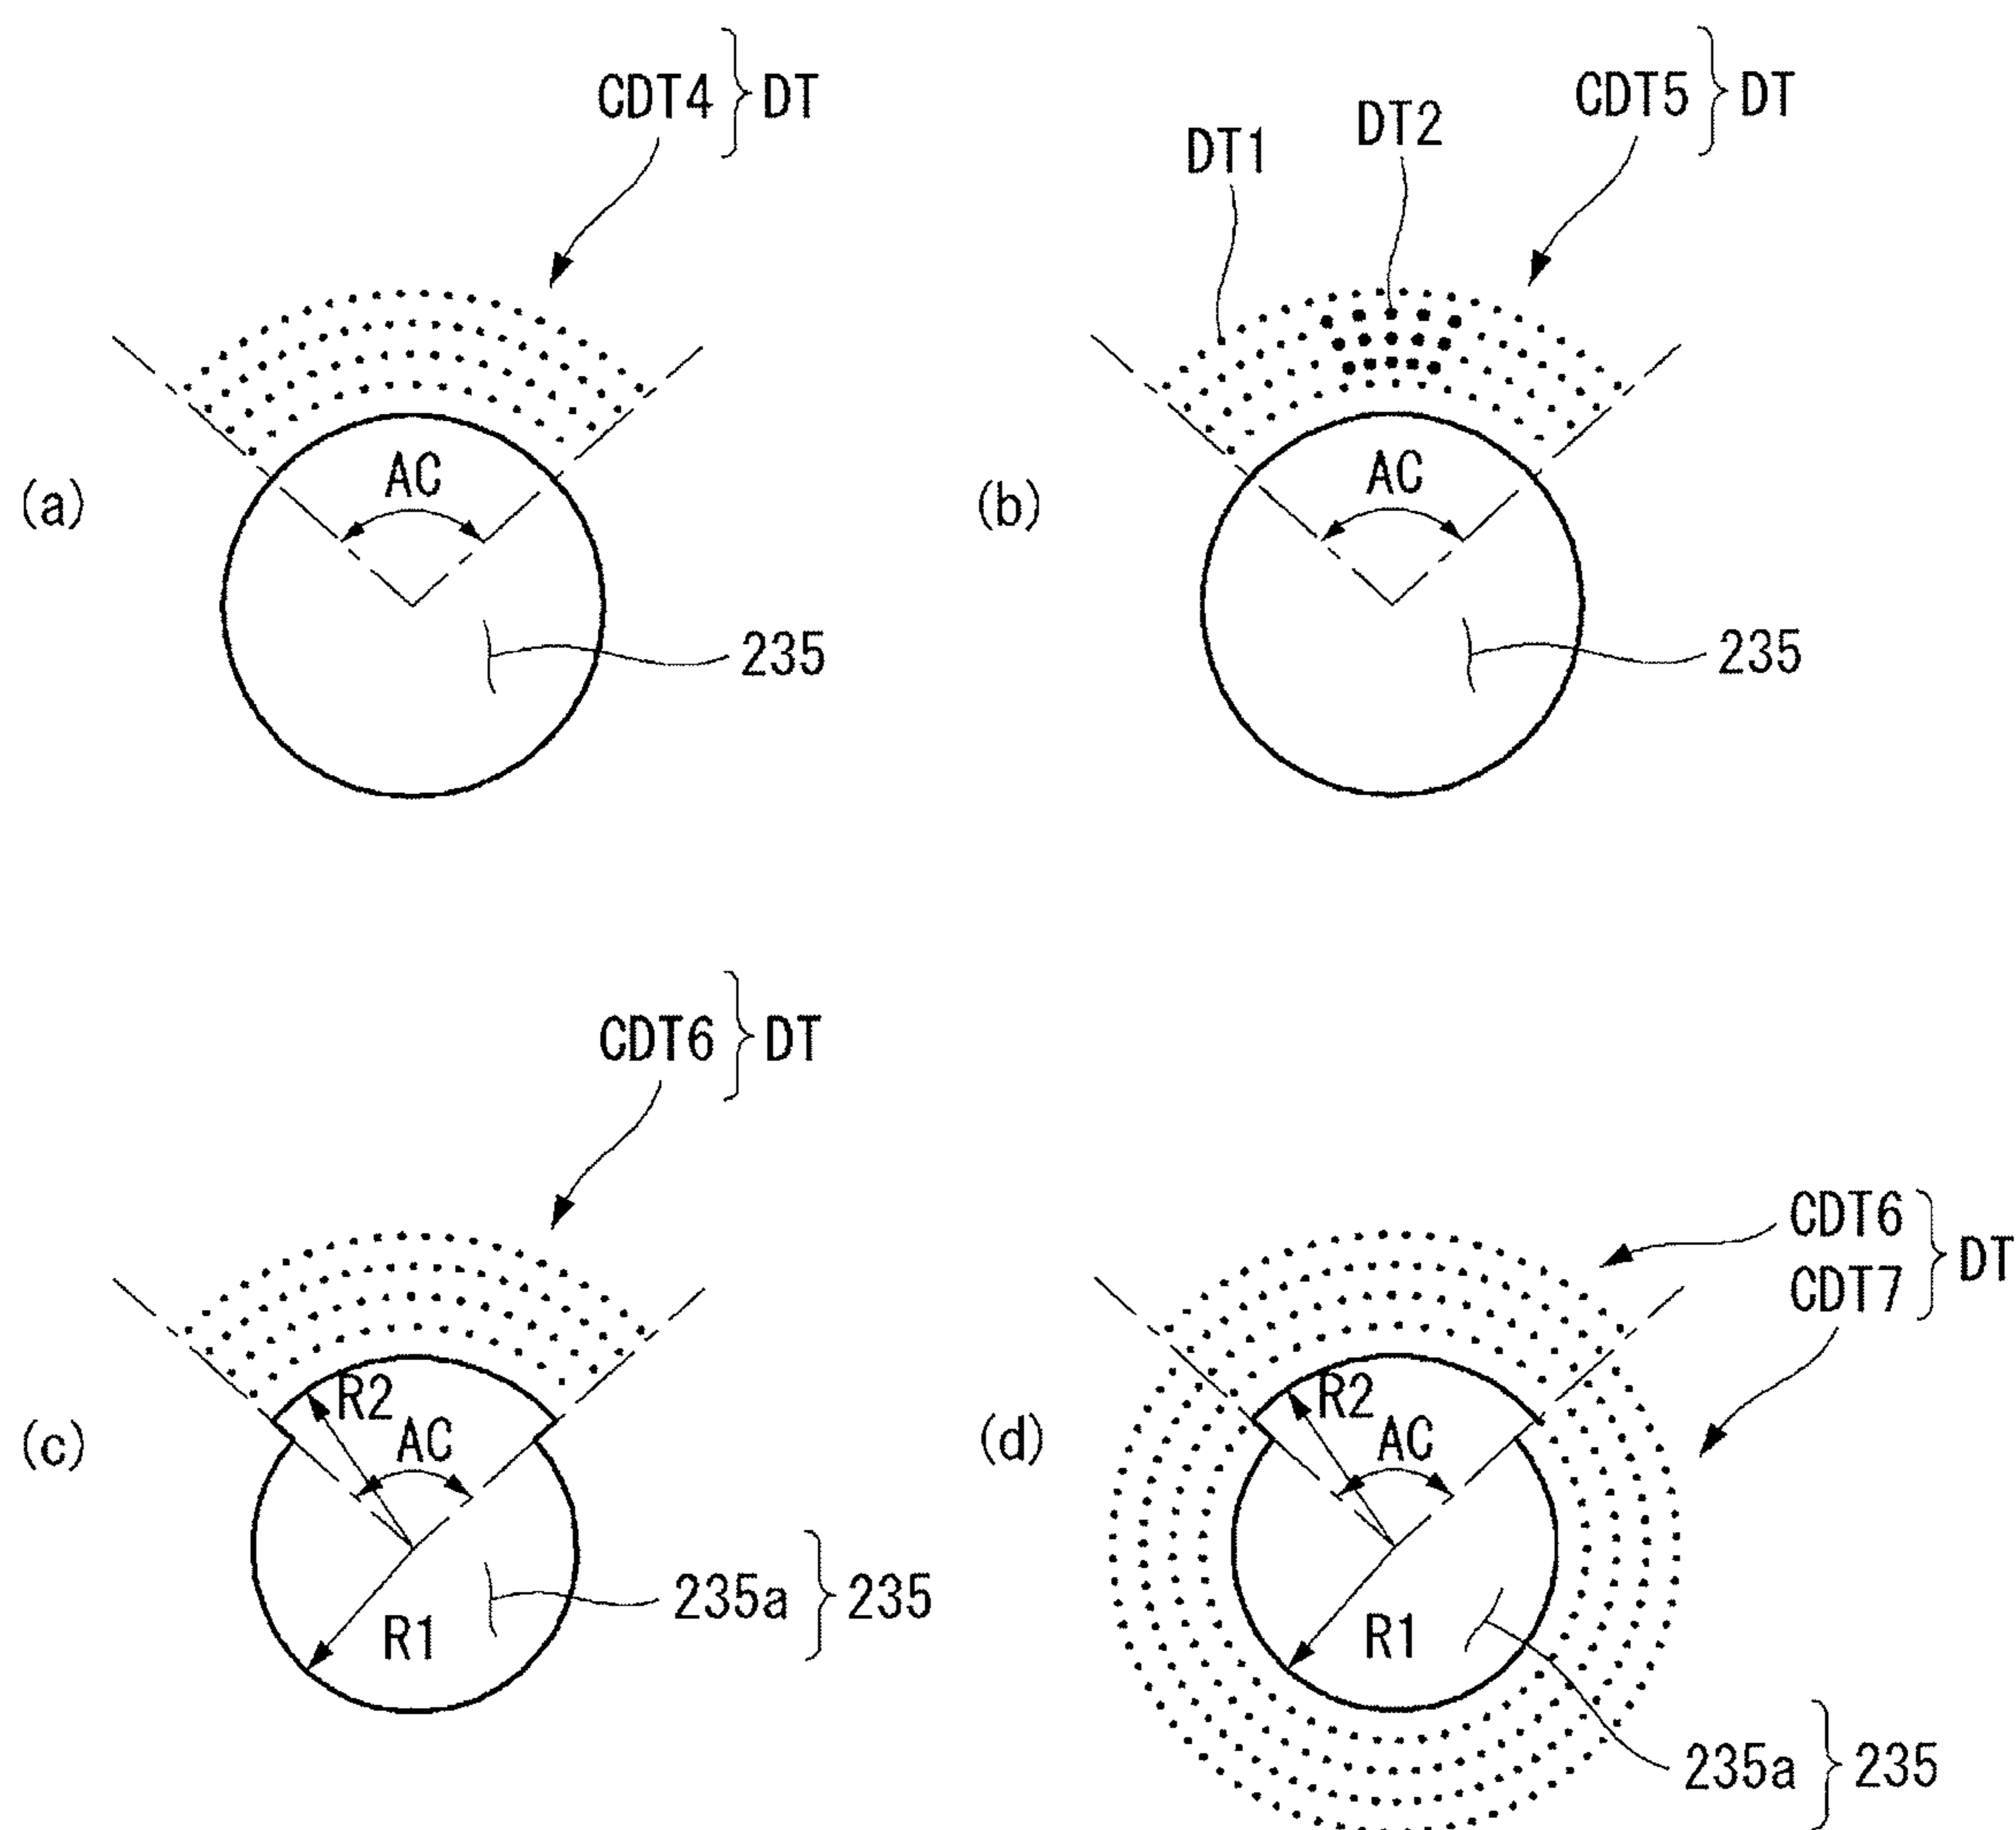 CDT4 } DT
AC
(a)
235
CDT5 } DT
DT1
DT2
AC
(b)
235
CDT6 } DT
R2
AC
(c)
235a } 235
R1
CDT6
CDT7 } DT
R2
AC
(d)
R1
235a } 235